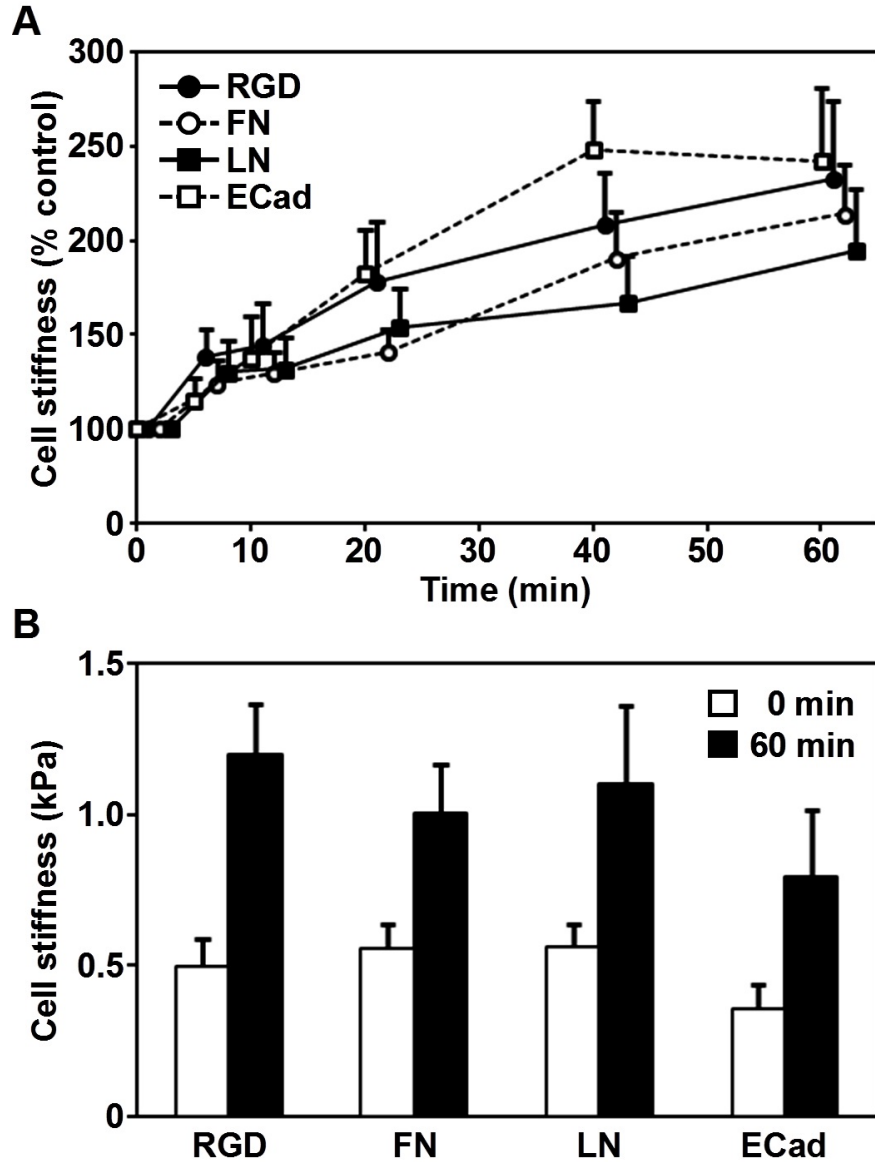 A
300
250
200
150
100
0
Cell stiffness (% control)
RGD
FN
LN
ECad
0 10 20 30 40 50 60
Time (min)
B
1.5
1.0
0.5
0
Cell stiffness (kPa)
0 min
60 min
RGD FN LN ECad